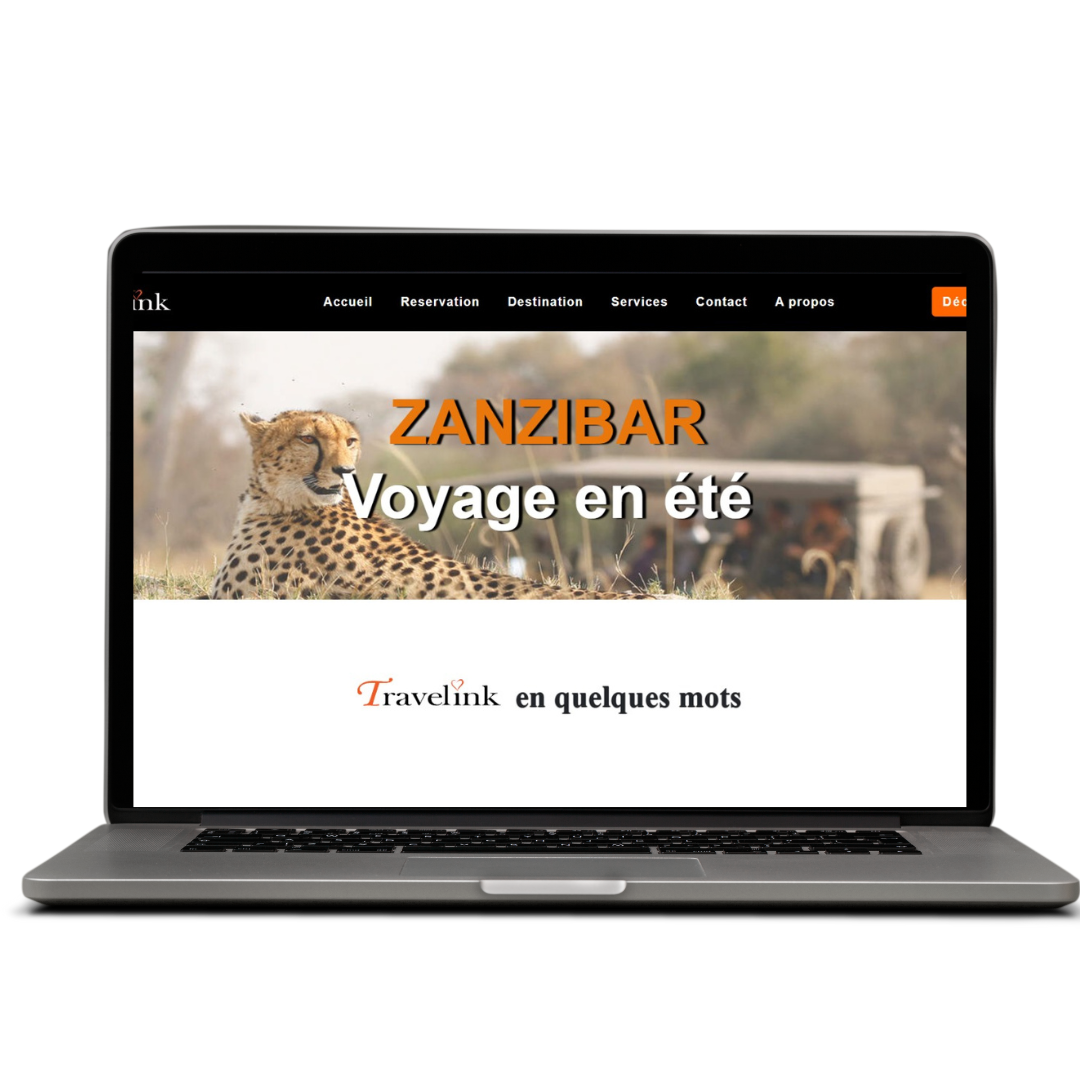 ink
Accueil Reservation Destination Services Contact A propos Déc
ZANZIBAR
Voyage en été
Travelink en quelques mots